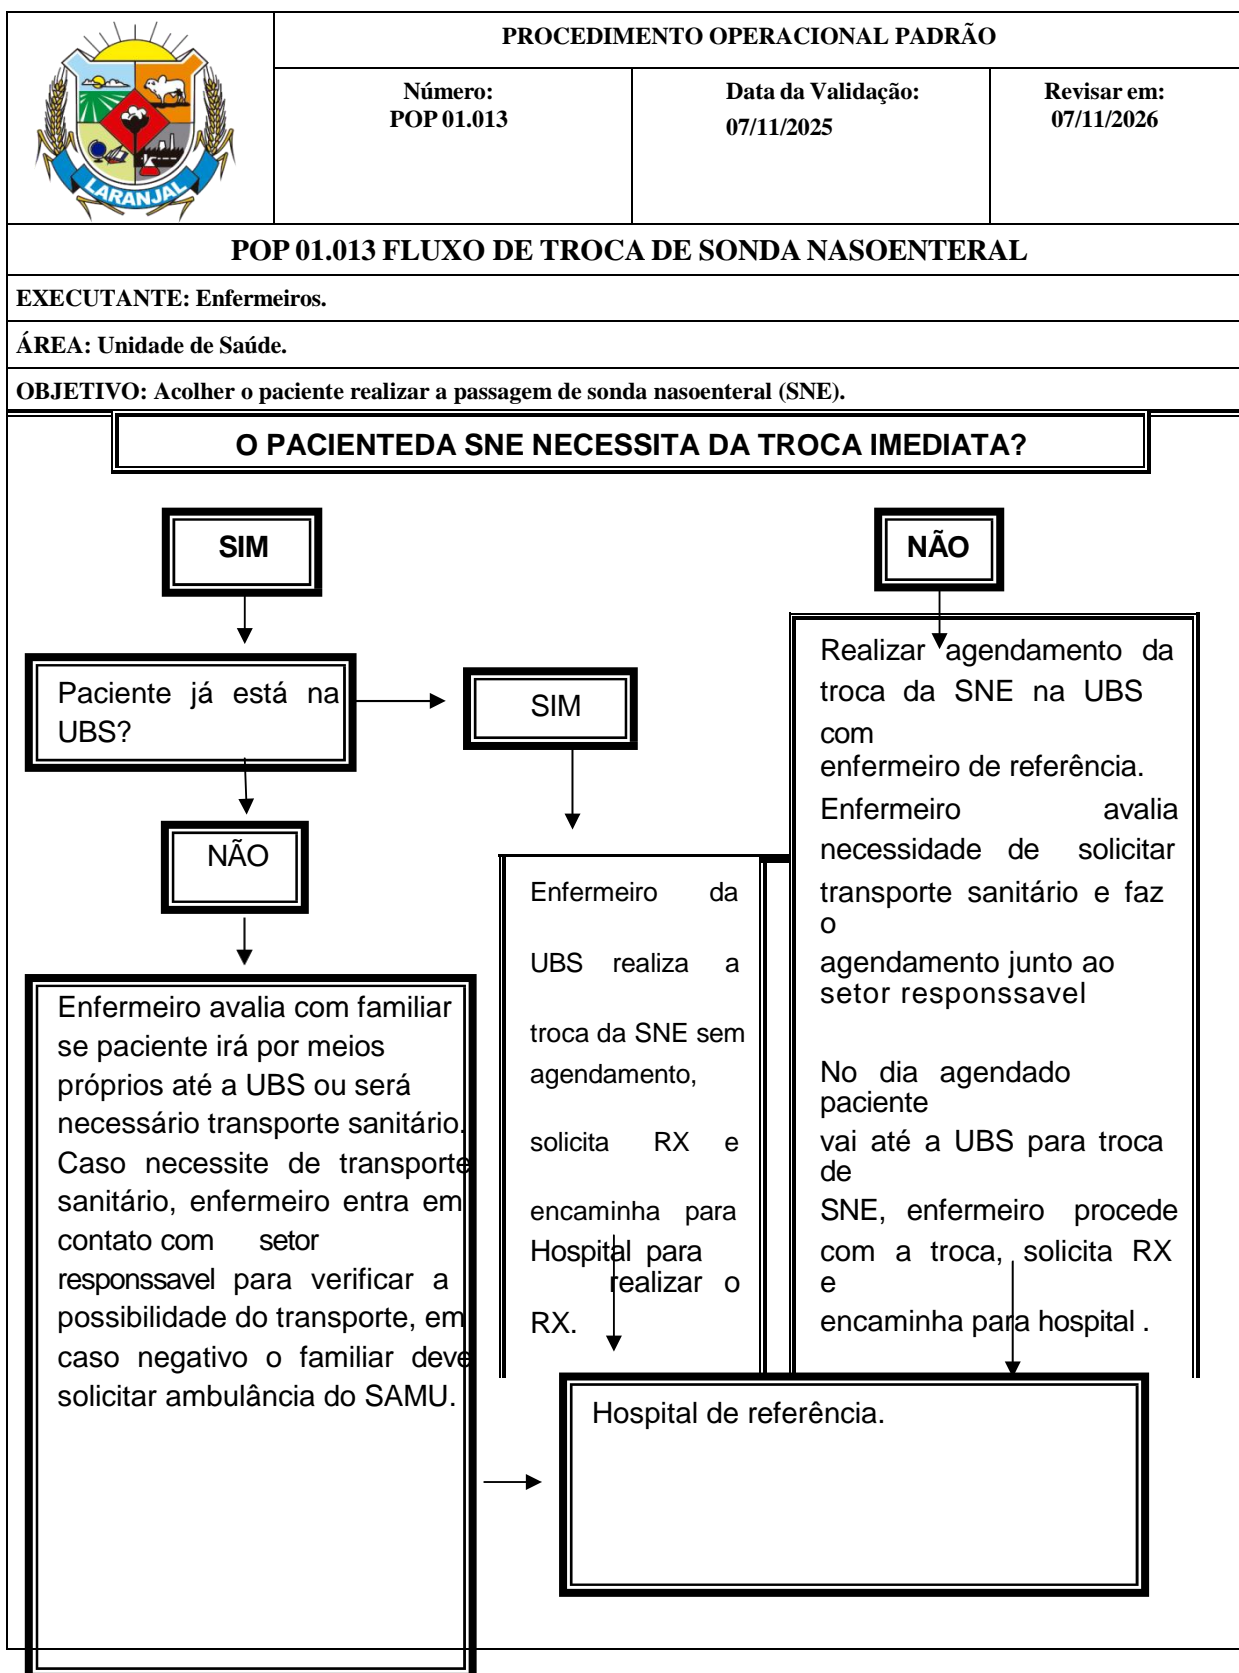 LARANJAL
PROCEDIMENTO OPERACIONAL PADRÃO
Número:
POP 01.013
Data da Validação:
07/11/2025
Revisar em:
07/11/2026
POP 01.013 FLUXO DE TROCA DE SONDA NASOENTERAL
EXECUTANTE: Enfermeiros.
ÁREA: Unidade de Saúde.
OBJETIVO: Acolher o paciente realizar a passagem de sonda nasoenteral (SNE).
O PACIENTEDA SNE NECESSITA DA TROCA IMEDIATA?
SIM
NÃO
Paciente já está na
UBS?
SIM
NÃO
Enfermeiro avalia com familiar
se paciente irá por meios
próprios até a UBS ou será
necessário transporte sanitário.
Caso necessite de transporte
sanitário, enfermeiro entra em
contato com setor
responssavel para verificar a
possibilidade do transporte, em
caso negativo o familiar deve
solicitar ambulância do SAMU.
Enfermeiro da
UBS realiza a
troca da SNE sem
agendamento,
solicita RX e
encaminha para
Hospital para
realizar o
RX.
Realizar agendamento da
troca da SNE na UBS
com
enfermeiro de referência.
Enfermeiro avalia
necessidade de solicitar
transporte sanitário e faz
o
agendamento junto ao
setor responssavel
No dia agendado
paciente
vai até a UBS para troca
de
SNE, enfermeiro procede
com a troca, solicita RX
e
encaminha para hospital .
Hospital de referência.